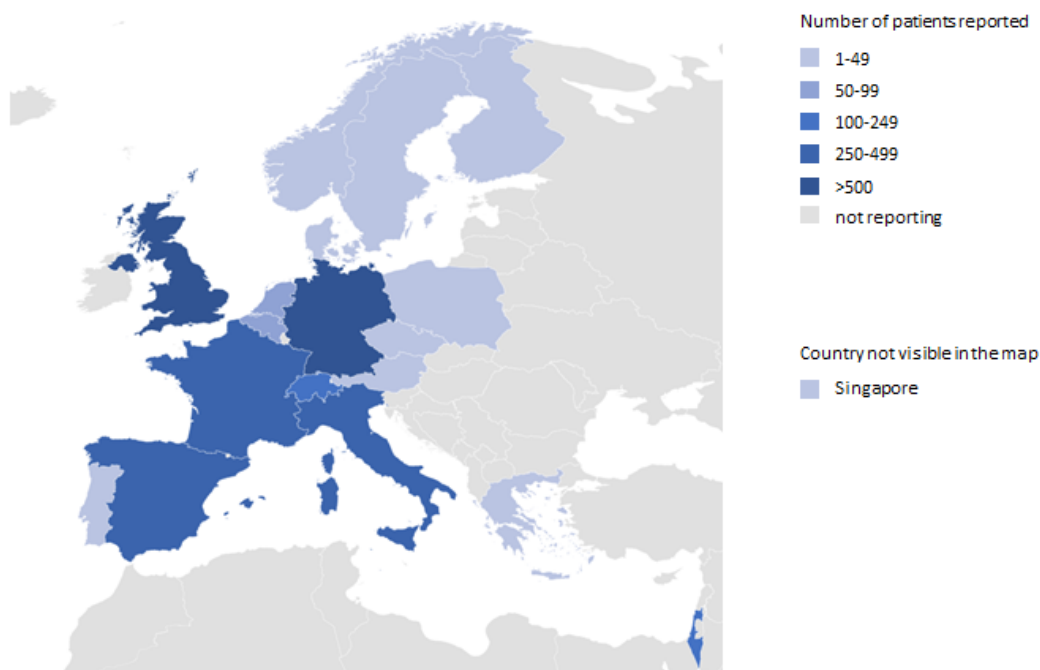 Number of patients reported
1-49
50-99
100-249
250-499
>500
not reporting
Country not visible in the map
Singapore